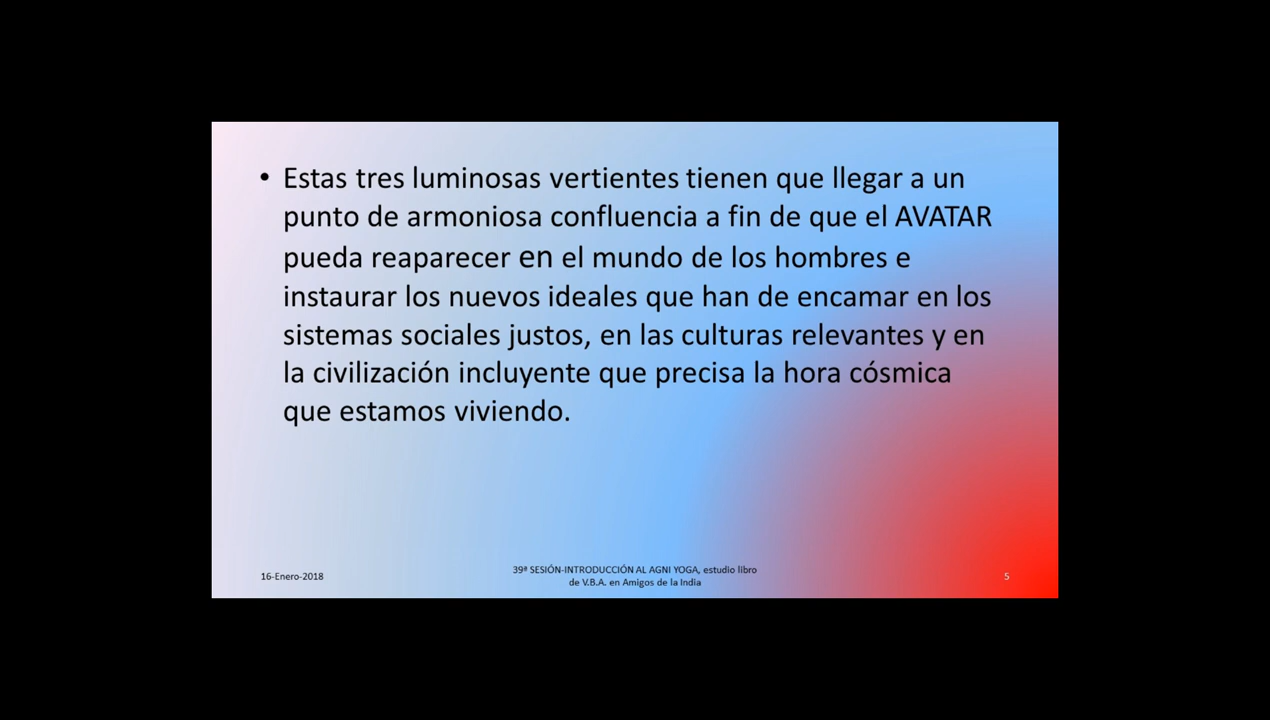 • Estas tres luminosas vertientes tienen que llegar a un
punto de armoniosa confluencia a fin de que el AVATAR
pueda reaparecer en el mundo de los hombres e
instaurar los nuevos ideales que han de encamar en los
sistemas sociales justos, en las culturas relevantes y en
la civilización incluyente que precisa la hora cósmica
que estamos viviendo.
16-Enero-2018
39ª SESIÓN-INTRODUCCIÓN AL AGNI YOGA, estudio libro
de V.B.A. en Amigos de la India
5